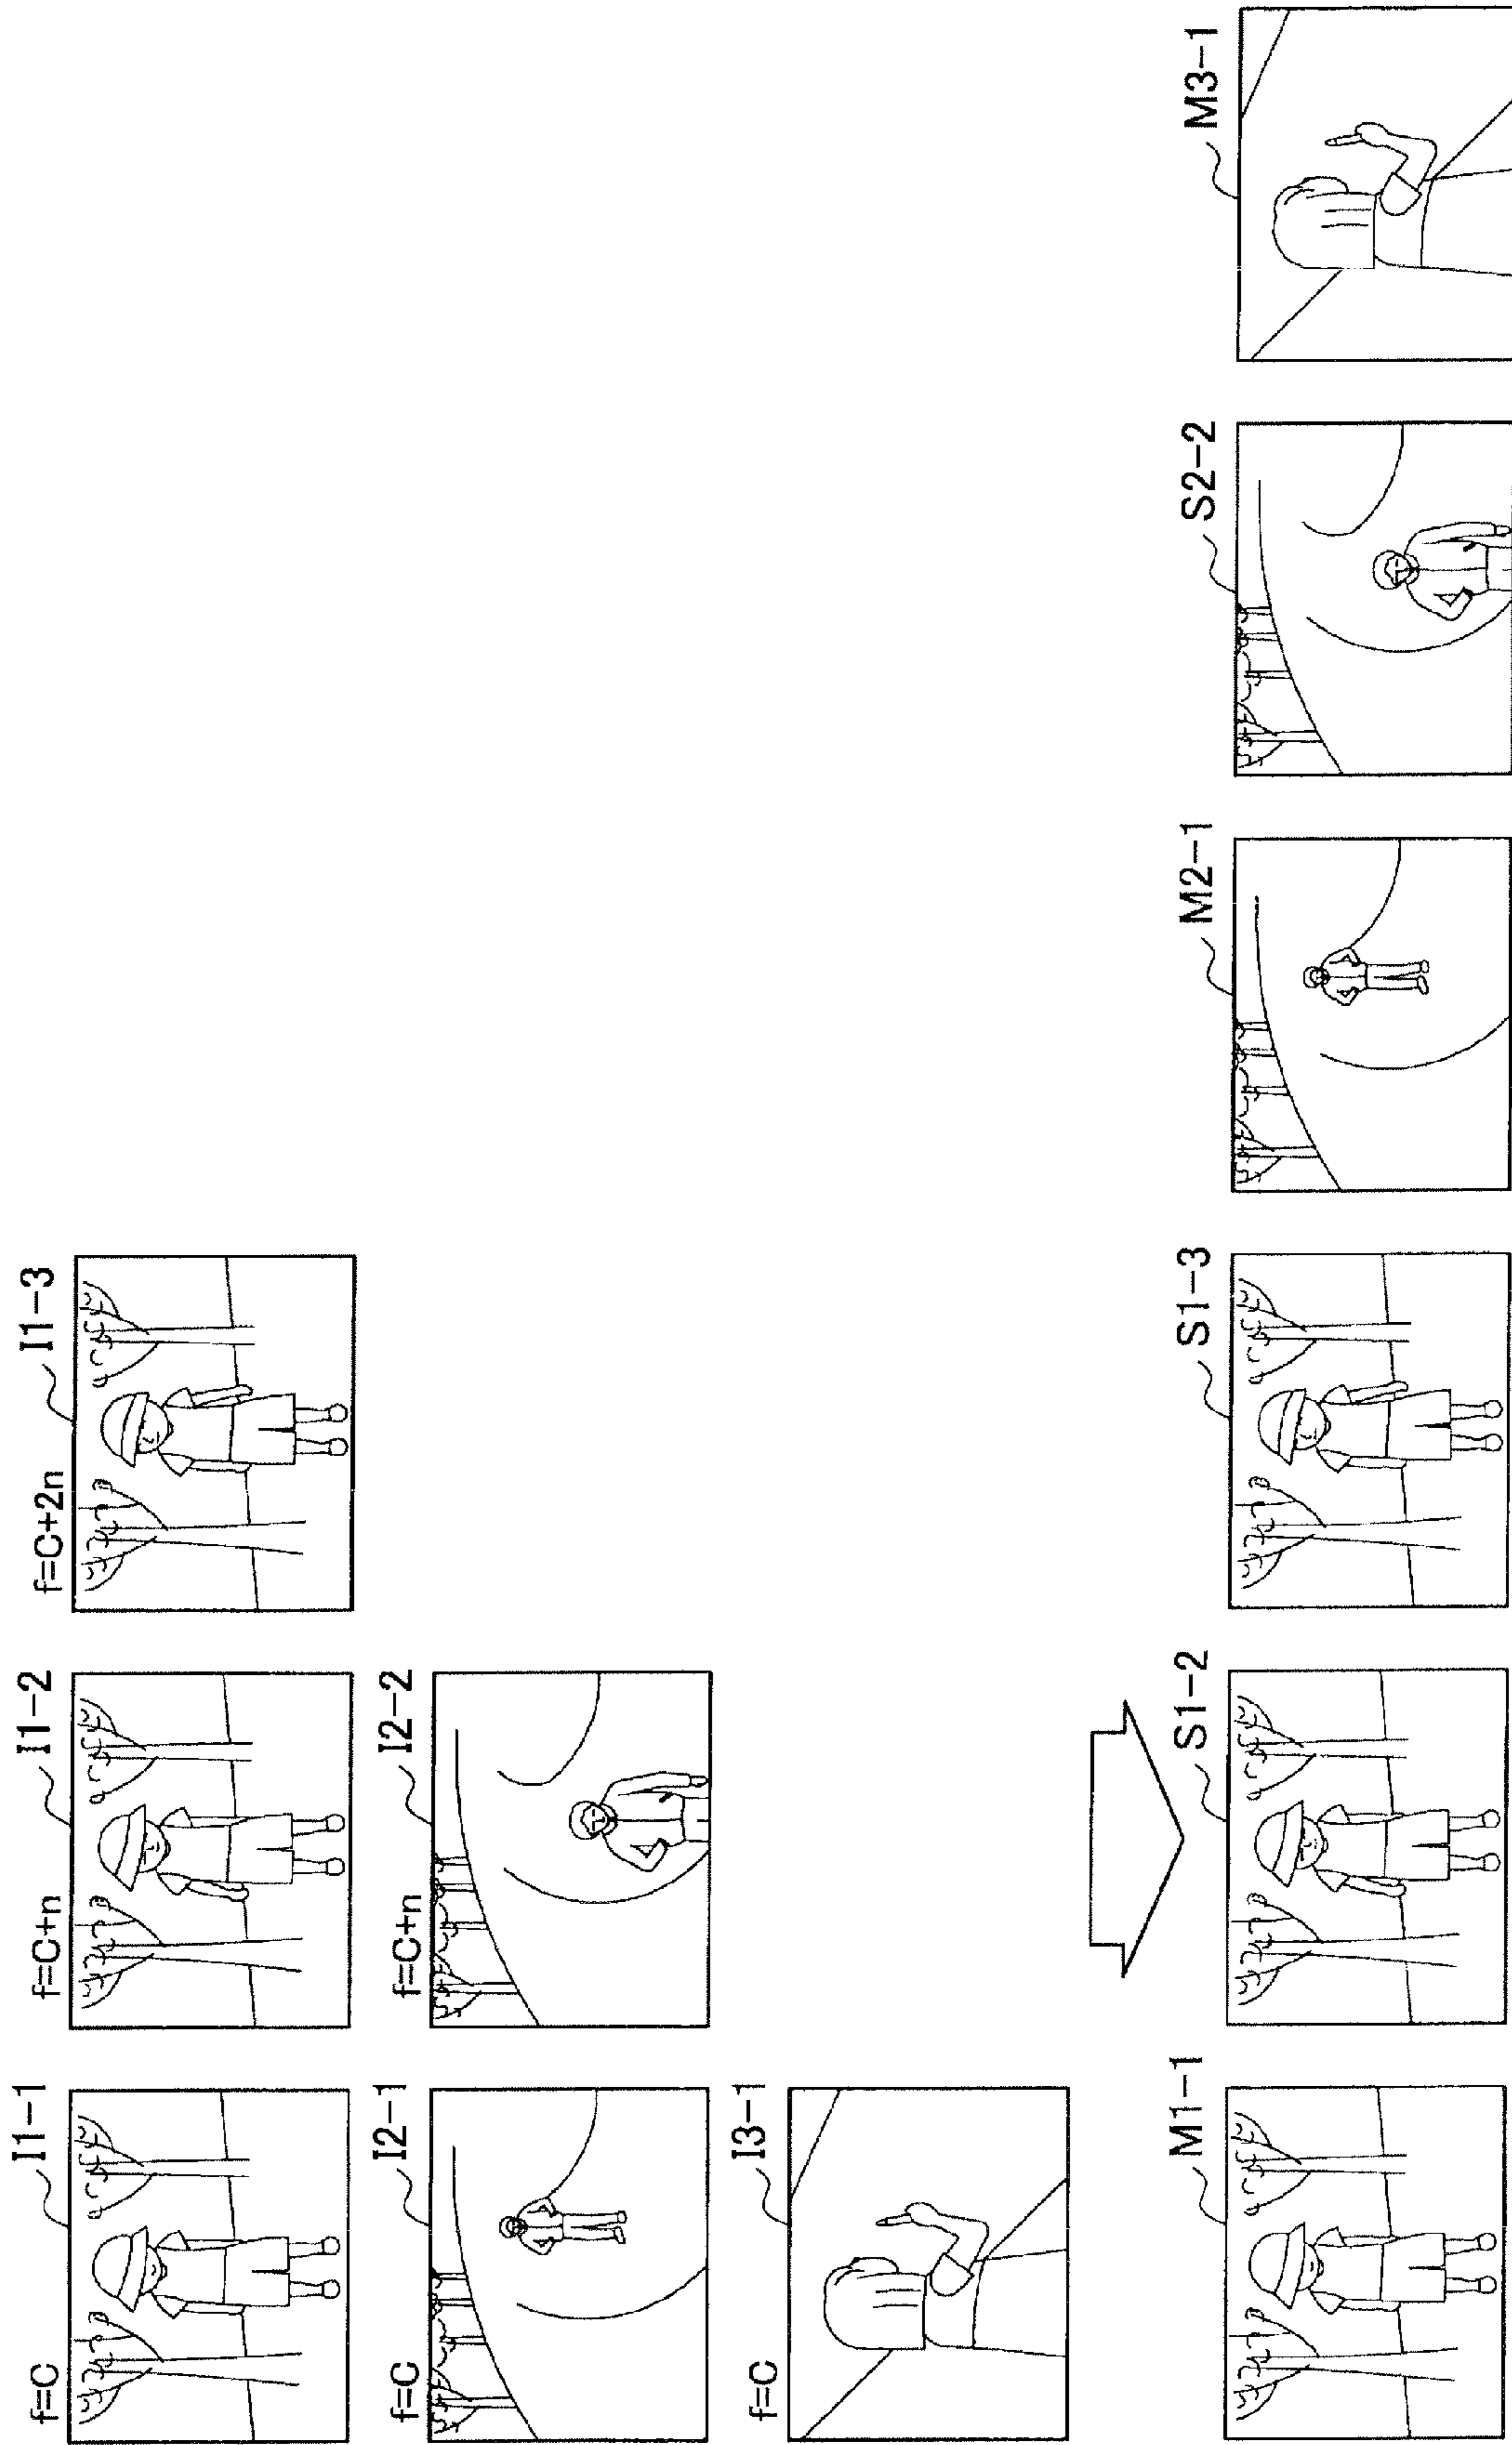 f=C I1-1
f=C+n I1-2
f=C+2n I1-3
f=C I2-1
f=C+n I2-2
f=C I3-1
M1-1 S1-2 S1-3 M2-1 S2-2 M3-1